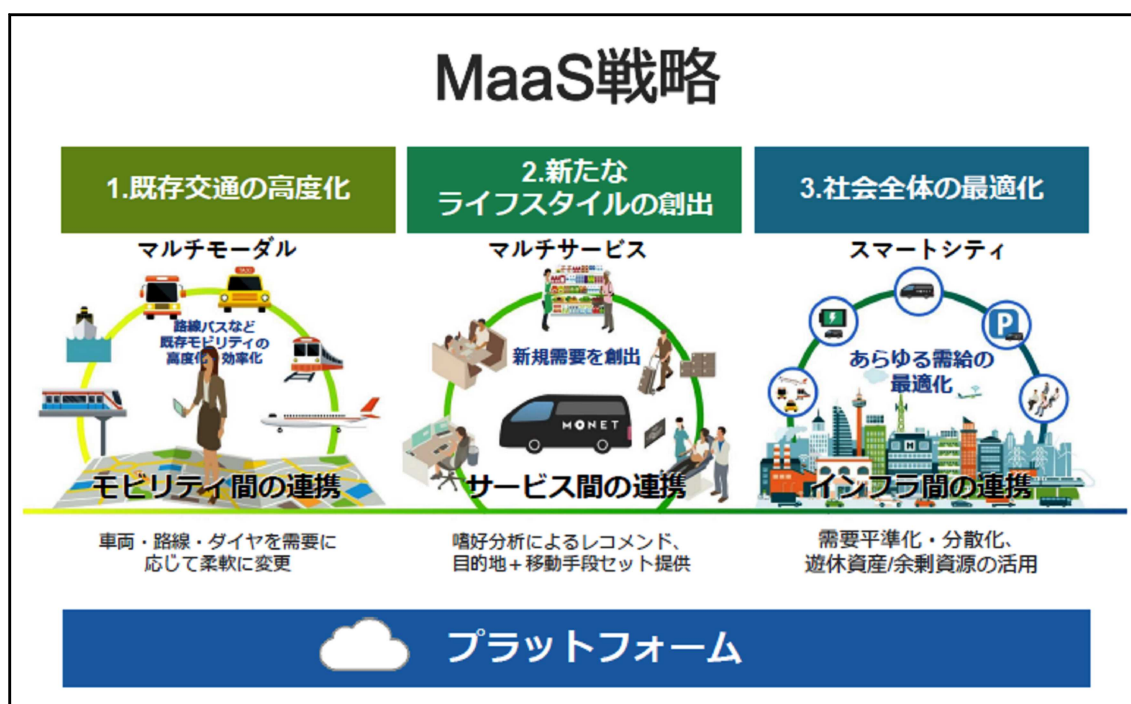 MaaS戦略
1.既存交通の高度化
マルチモーダル
TAXI
路線バスなど
既存モビリティの
高度化 効率化
モビリティ間の連携
車両・路線・ダイヤを需要に
応じて柔軟に変更
2.新たな
ライフスタイルの創出
マルチサービス
新規需要を創出
MONET
サービス間の連携
嗜好分析によるレコメンド、
目的地＋移動手段セット提供
3.社会全体の最適化
スマートシティ
P
あらゆる需給の
最適化
H
インフラ間の連携
需要平準化・分散化、
遊休資産/余剰資源の活用
プラットフォーム